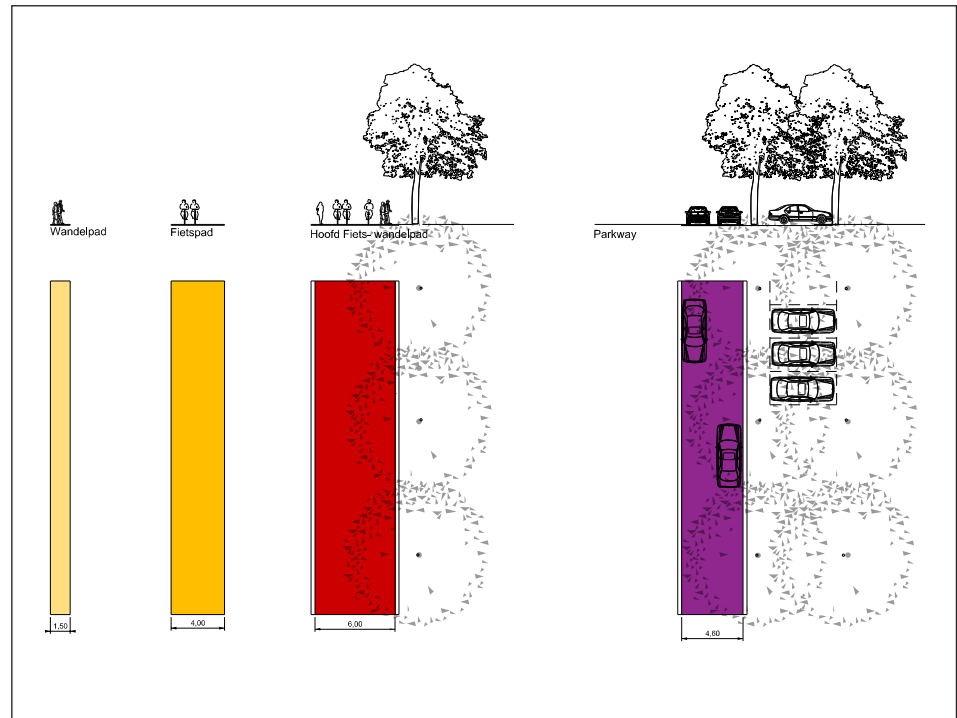 Wandelpad
Fietspad
Hoofd Fiets- wandelpad
Parkway
1,50
4,00
6,00
4,60